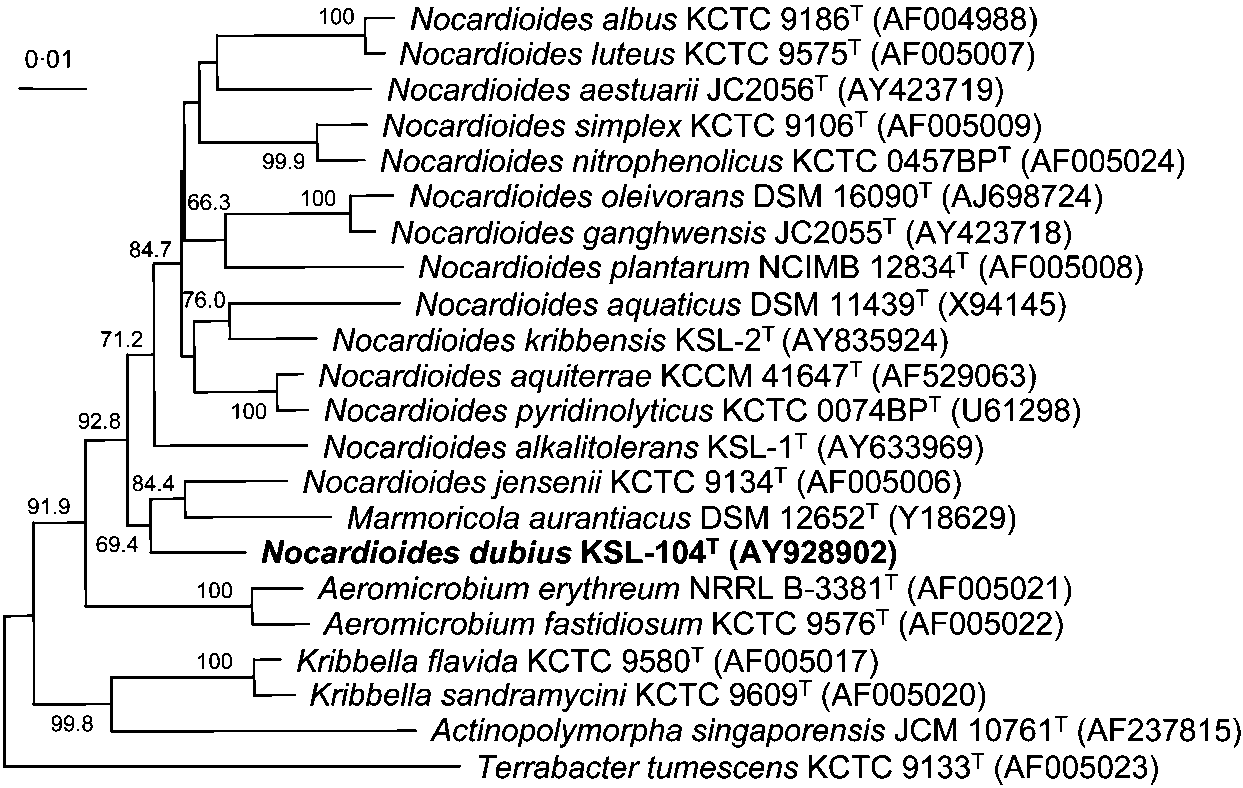 100 Nocardioides albus KCTC 9186ᵀ (AF004988)
0·01 Nocardioides luteus KCTC 9575ᵀ (AF005007)
Nocardioides aestuarii JC2056ᵀ (AY423719)
Nocardioides simplex KCTC 9106ᵀ (AF005009)
99.9 Nocardioides nitrophenolicus KCTC 0457BPᵀ (AF005024)
66.3 100 Nocardioides oleivorans DSM 16090ᵀ (AJ698724)
Nocardioides ganghwensis JC2055ᵀ (AY423718)
84.7 Nocardioides plantarum NCIMB 12834ᵀ (AF005008)
76.0 Nocardioides aquaticus DSM 11439ᵀ (X94145)
71.2 Nocardioides kribbensis KSL-2ᵀ (AY835924)
Nocardioides aquiterrae KCCM 41647ᵀ (AF529063)
92.8 100 Nocardioides pyridinolyticus KCTC 0074BPᵀ (U61298)
Nocardioides alkalitolerans KSL-1ᵀ (AY633969)
84.4 Nocardioides jensenii KCTC 9134ᵀ (AF005006)
91.9 Marmoricola aurantiacus DSM 12652ᵀ (Y18629)
69.4 Nocardioides dubius KSL-104ᵀ (AY928902)
100 Aeromicrobium erythreum NRRL B-3381ᵀ (AF005021)
Aeromicrobium fastidiosum KCTC 9576ᵀ (AF005022)
100 Kribbella flavida KCTC 9580ᵀ (AF005017)
Kribbella sandramycini KCTC 9609ᵀ (AF005020)
99.8 Actinopolymorpha singaporensis JCM 10761ᵀ (AF237815)
Terrabacter tumescens KCTC 9133ᵀ (AF005023)